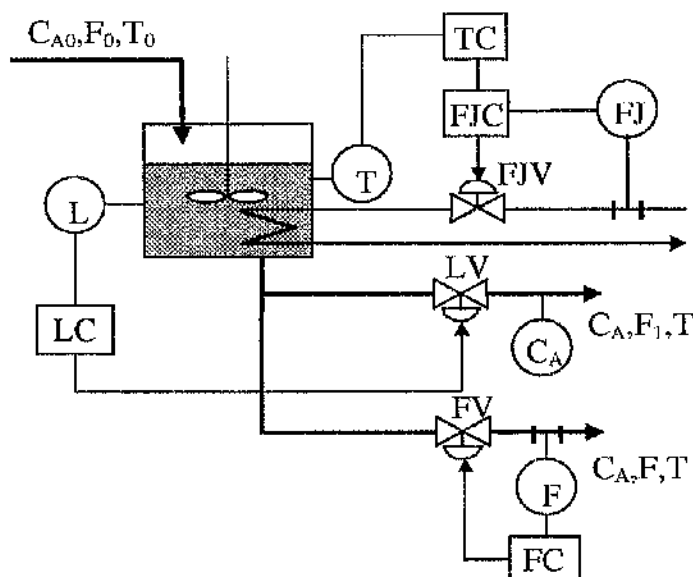 C_A0,F_0,T_0
TC
FJC
FJ
T
FJV
L
LV
LC
C_A
C_A,F_1,T
FV
C_A,F,T
F
FC